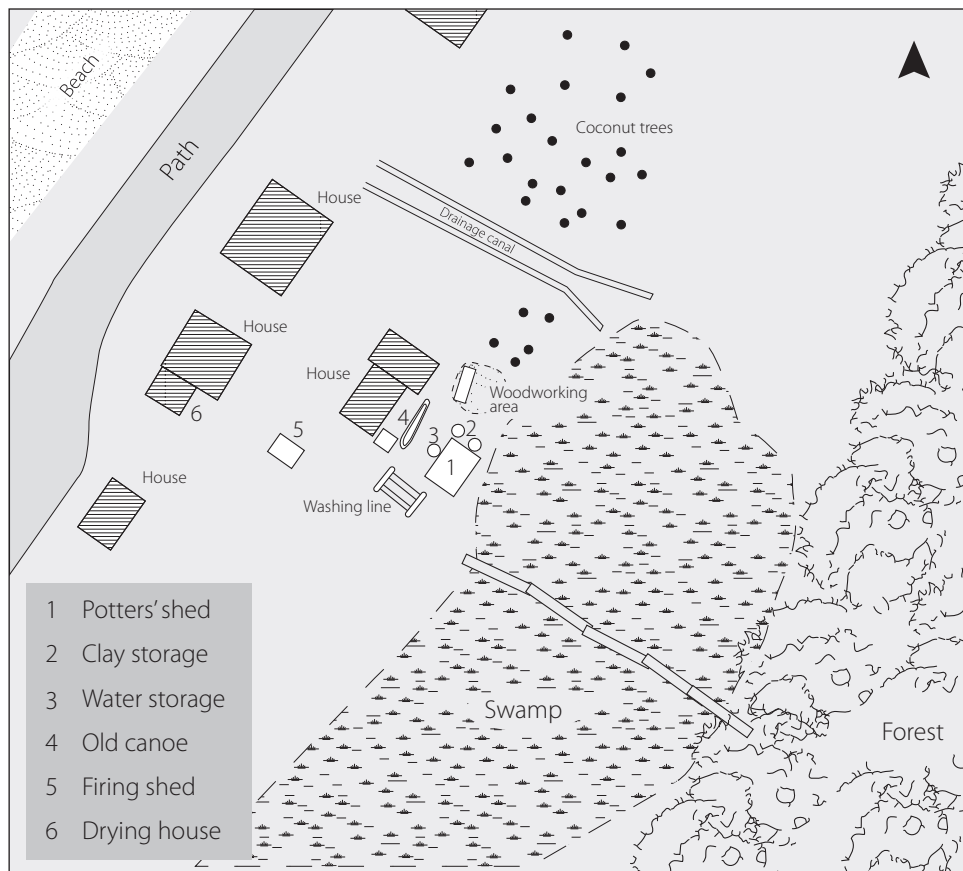 Beach
Path
Coconut trees
House
Drainage canal
House
House
Woodworking
area
6
5
4
3
2
1
House
Washing line
Swamp
Forest
1 Potters' shed
2 Clay storage
3 Water storage
4 Old canoe
5 Firing shed
6 Drying house